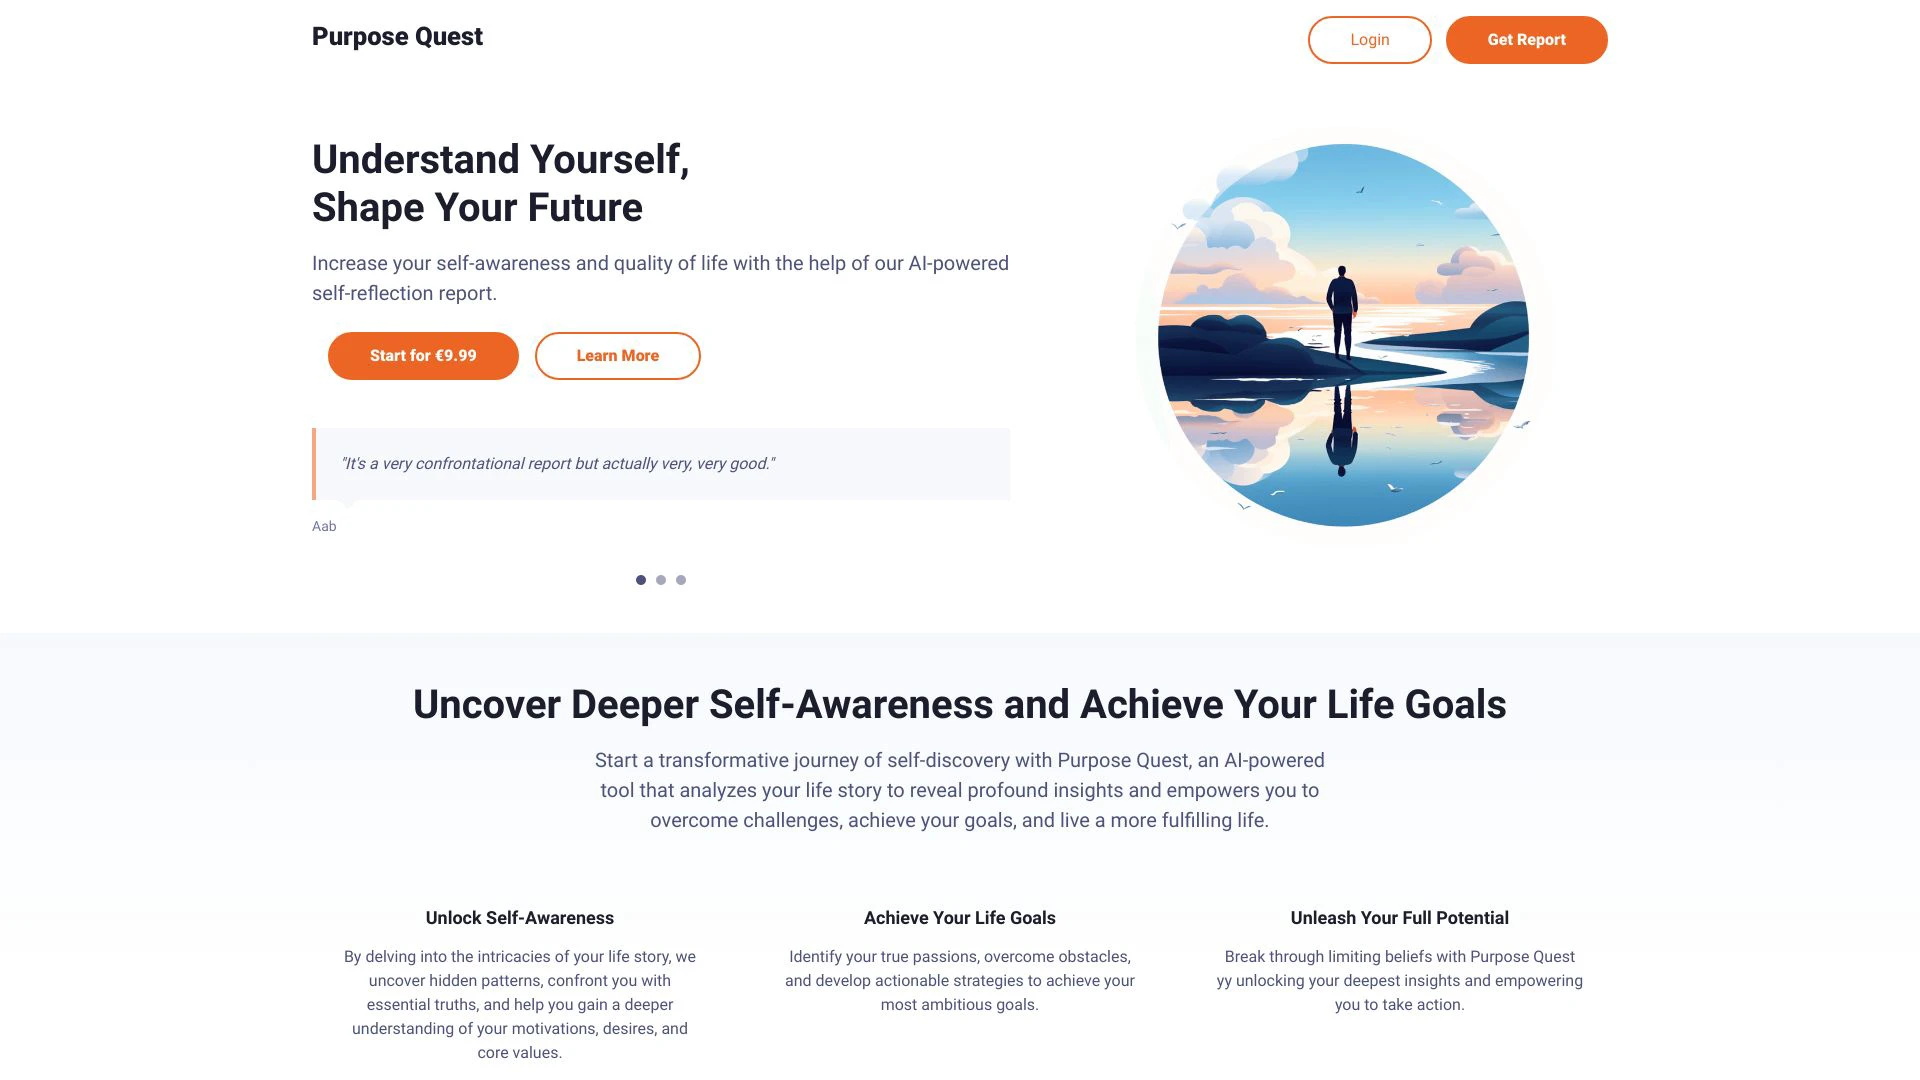 Purpose Quest
Login
Get Report
Understand Yourself,
Shape Your Future
Increase your self-awareness and quality of life with the help of our AI-powered
self-reflection report.
Start for €9.99
Learn More
"It's a very confrontational report but actually very, very good."
Aab
Uncover Deeper Self-Awareness and Achieve Your Life Goals
Start a transformative journey of self-discovery with Purpose Quest, an AI-powered
tool that analyzes your life story to reveal profound insights and empowers you to
overcome challenges, achieve your goals, and live a more fulfilling life.
Unlock Self-Awareness
By delving into the intricacies of your life story, we
uncover hidden patterns, confront you with
essential truths, and help you gain a deeper
understanding of your motivations, desires, and
core values.
Achieve Your Life Goals
Identify your true passions, overcome obstacles,
and develop actionable strategies to achieve your
most ambitious goals.
Unleash Your Full Potential
Break through limiting beliefs with Purpose Quest
yy unlocking your deepest insights and empowering
you to take action.